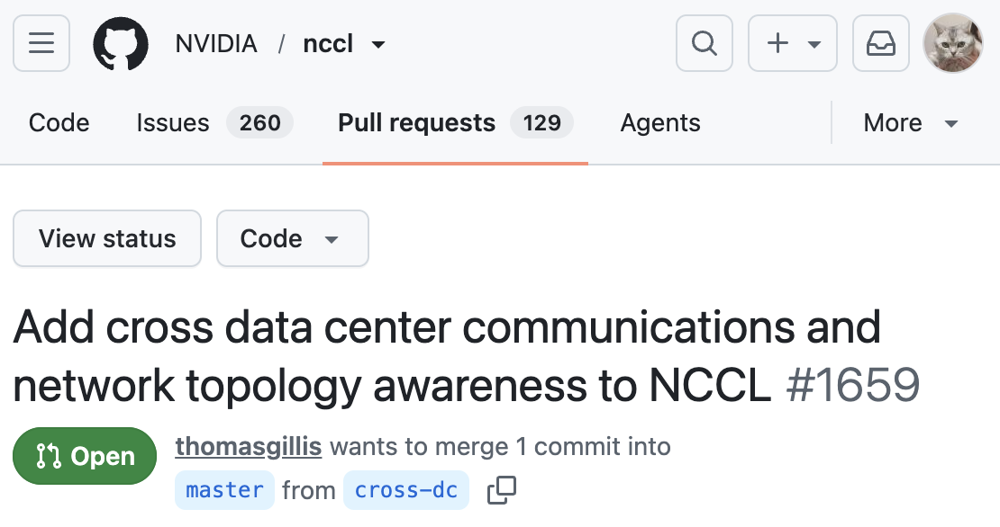 NVIDIA / nccl
Code Issues 260 Pull requests 129 Agents More
View status Code
Add cross data center communications and
network topology awareness to NCCL #1659
Open thomasgillis wants to merge 1 commit into
master from cross-dc